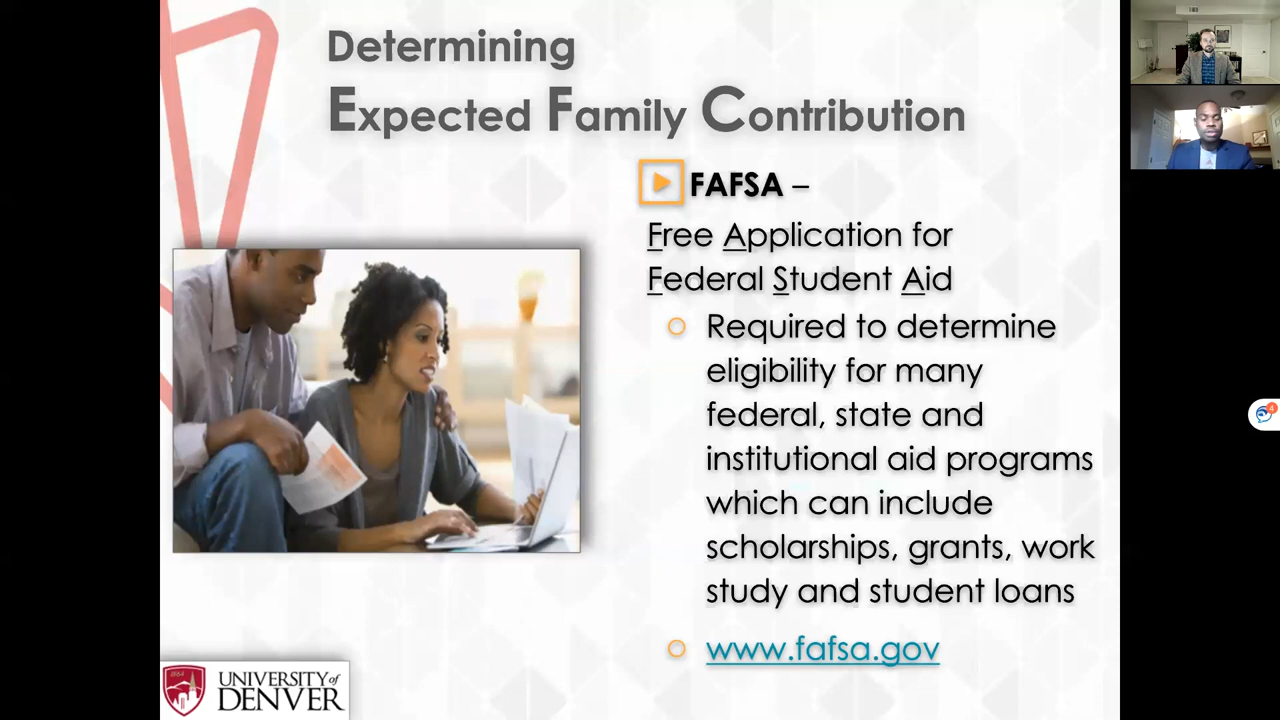 Determining
Expected Family Contribution
FAFSA –
Free Application for
Federal Student Aid
Required to determine
eligibility for many
federal, state and
institutional aid programs
which can include
scholarships, grants, work
study and student loans
www.fafsa.gov
UNIVERSITY of
DENVER
4